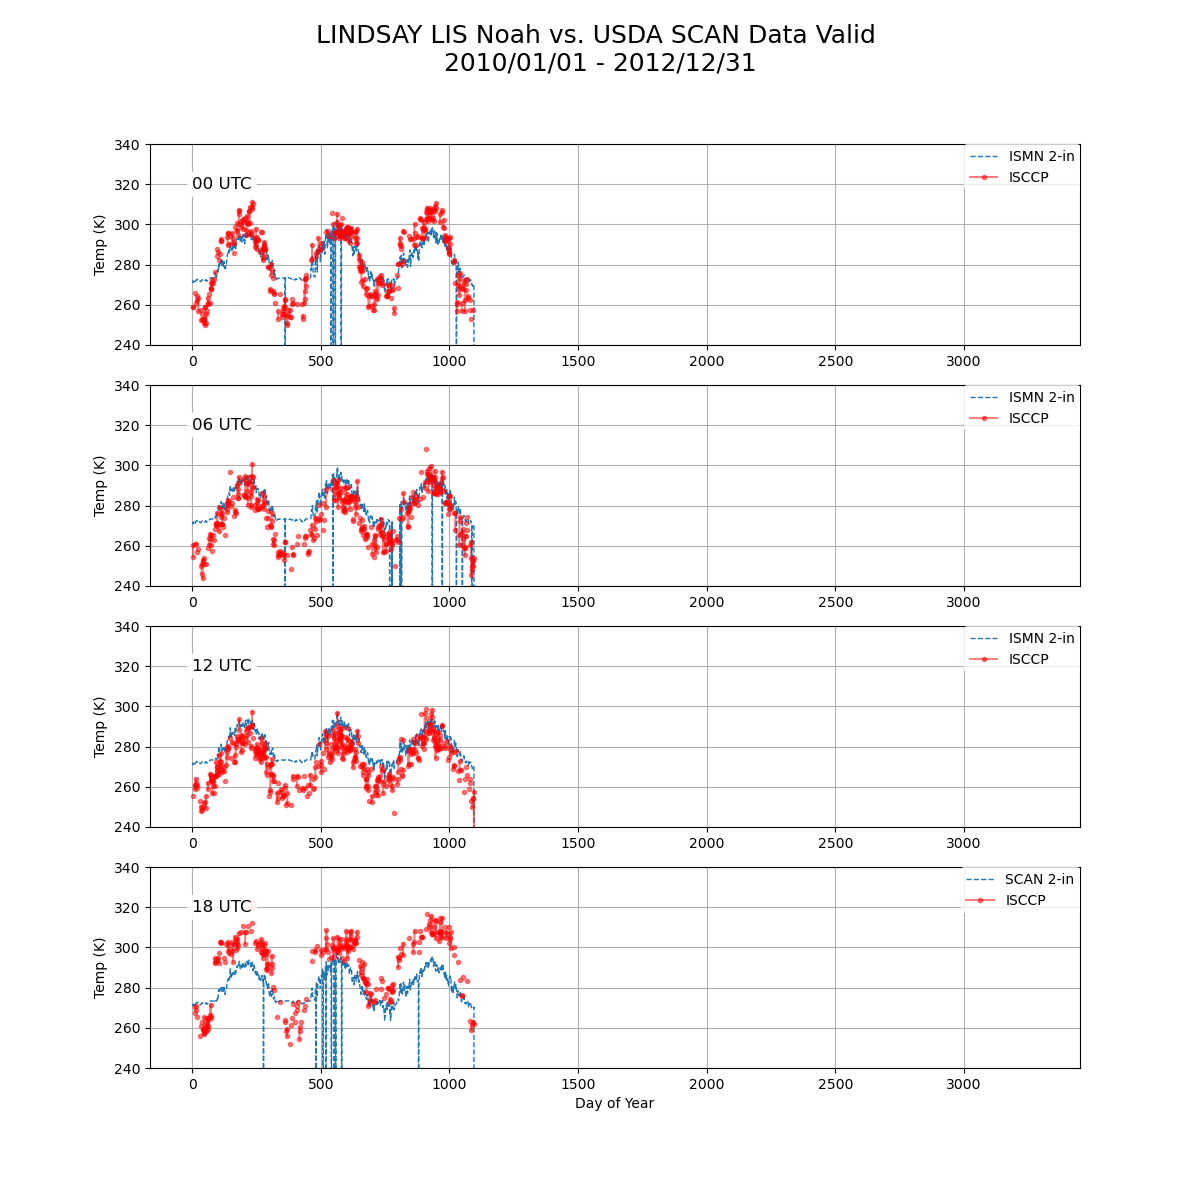 LINDSAY LIS Noah vs. USDA SCAN Data Valid
2010/01/01 - 2012/12/31
340
320
300
280
260
240
Temp (K)
00 UTC
ISMN 2-in
ISCCP
0 500 1000 1500 2000 2500 3000
340
320
300
280
260
240
Temp (K)
06 UTC
ISMN 2-in
ISCCP
0 500 1000 1500 2000 2500 3000
340
320
300
280
260
240
Temp (K)
12 UTC
ISMN 2-in
ISCCP
0 500 1000 1500 2000 2500 3000
340
320
300
280
260
240
Temp (K)
18 UTC
SCAN 2-in
ISCCP
0 500 1000 1500 2000 2500 3000
Day of Year